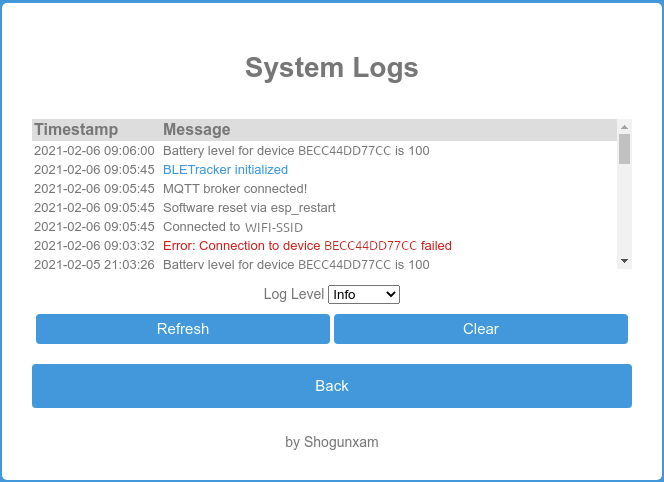 System Logs
Timestamp Message
2021-02-06 09:06:00 Battery level for device BECC44DD77CC is 100
2021-02-06 09:05:45 BLETracker initialized
2021-02-06 09:05:45 MQTT broker connected!
2021-02-06 09:05:45 Software reset via esp_restart
2021-02-06 09:05:45 Connected to WIFI-SSID
2021-02-06 09:03:32 Error: Connection to device BECC44DD77CC failed
2021-02-05 21:03:26 Battery level for device BECC44DD77CC is 100
Log Level Info
Refresh Clear
Back
by Shogunxam